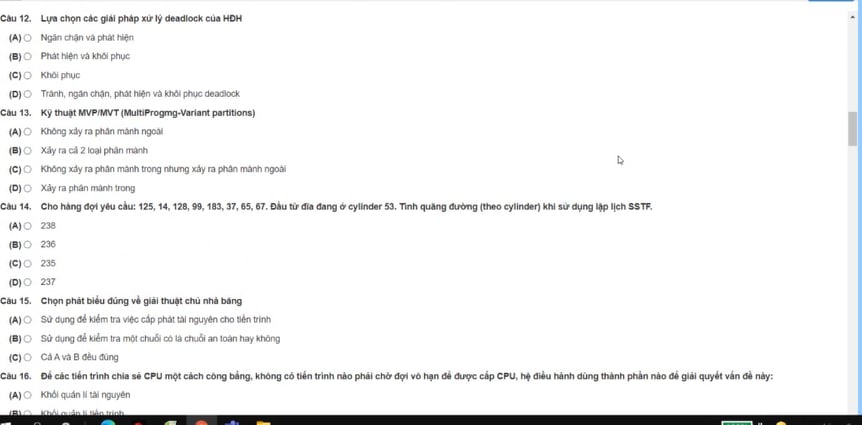 Câu 12. Lựa chọn các giải pháp xử lý deadlock của HĐH
(A) Ngăn chặn và phát hiện
(B) Phát hiện và khôi phục
(C) Khôi phục
(D) Tránh, ngăn chặn, phát hiện và khôi phục deadlock
Câu 13. Kỹ thuật MVP/MVT (MultiProgmg-Variant partitions)
(A) Không xảy ra phân mảnh ngoài
(B) Xảy ra cả 2 loại phân mảnh
(C) Không xảy ra phân mảnh trong nhưng xảy ra phân mảnh ngoài
(D) Xảy ra phân mảnh trong
Câu 14. Cho hàng đợi yêu cầu: 125, 14, 128, 99, 183, 37, 65, 67. Đầu từ đĩa đang ở cylinder 53. Tính quãng đường (theo cylinder) khi sử dụng lập lịch SSTF.
(A) 238
(B) 236
(C) 235
(D) 237
Câu 15. Chọn phát biểu đúng về giải thuật chủ nhà băng
(A) Sử dụng để kiểm tra việc cấp phát tài nguyên cho tiến trình
(B) Sử dụng để kiểm tra một chuỗi có là chuỗi an toàn hay không
(C) Cả A và B đều đúng
Câu 16. Để các tiến trình chia sẻ CPU một cách công bằng, không có tiến trình nào phải chờ đợi vô hạn để được cấp CPU, hệ điều hành dùng thành phần nào để giải quyết vấn đề này:
(A) Khối quản lí tài nguyên
(B) Khối quản lí tiến trình